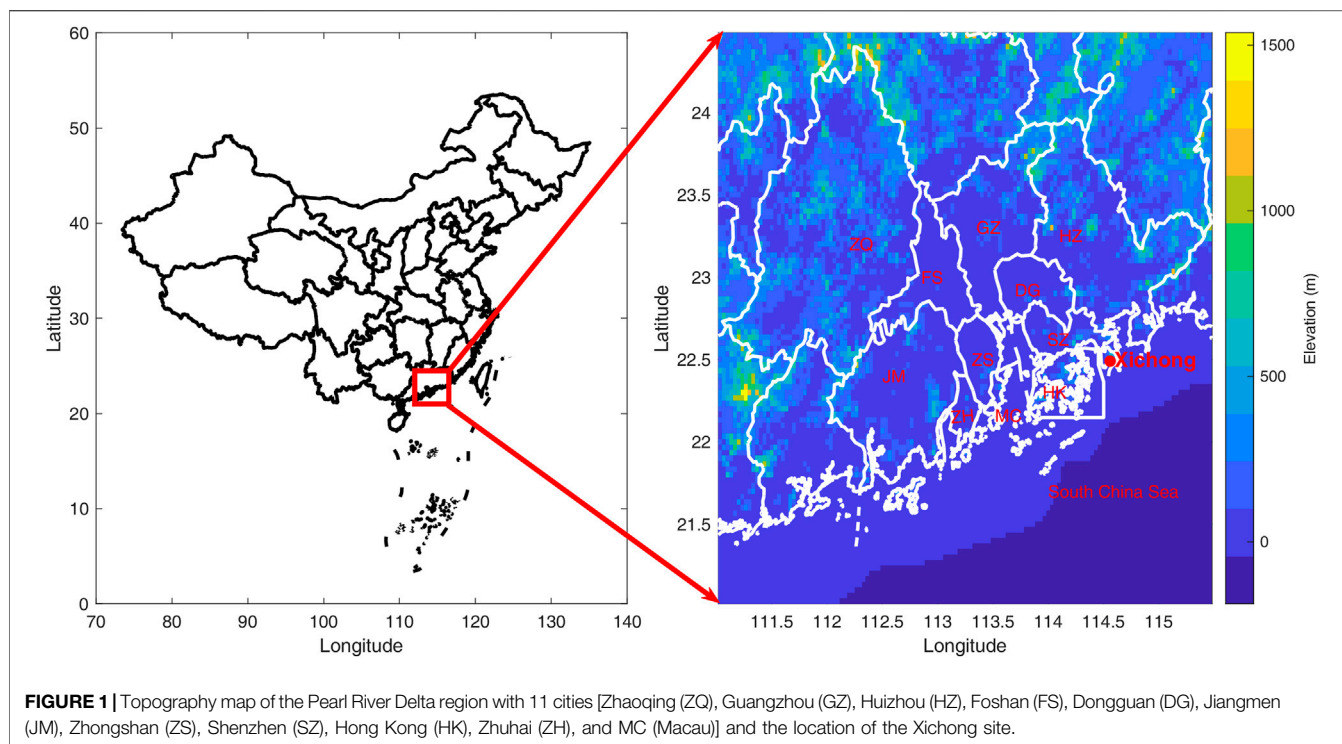 60
50
40
30
20
10
0
Latitude
70
80
90
100
110
120
130
140
Longitude
24
23.5
23
22.5
22
21.5
Latitude
ZQ
GZ
HZ
FS
DG
SZ
Xichong
ZS
JM
HK
ZH
MC
South China Sea
111.5
112
112.5
113
113.5
114
114.5
115
Longitude
1500
1000
500
0
Elevation (m)
FIGURE 1 | Topography map of the Pearl River Delta region with 11 cities [Zhaoqing (ZQ), Guangzhou (GZ), Huizhou (HZ), Foshan (FS), Dongguan (DG), Jiangmen
(JM), Zhongshan (ZS), Shenzhen (SZ), Hong Kong (HK), Zhuhai (ZH), and MC (Macau)] and the location of the Xichong site.